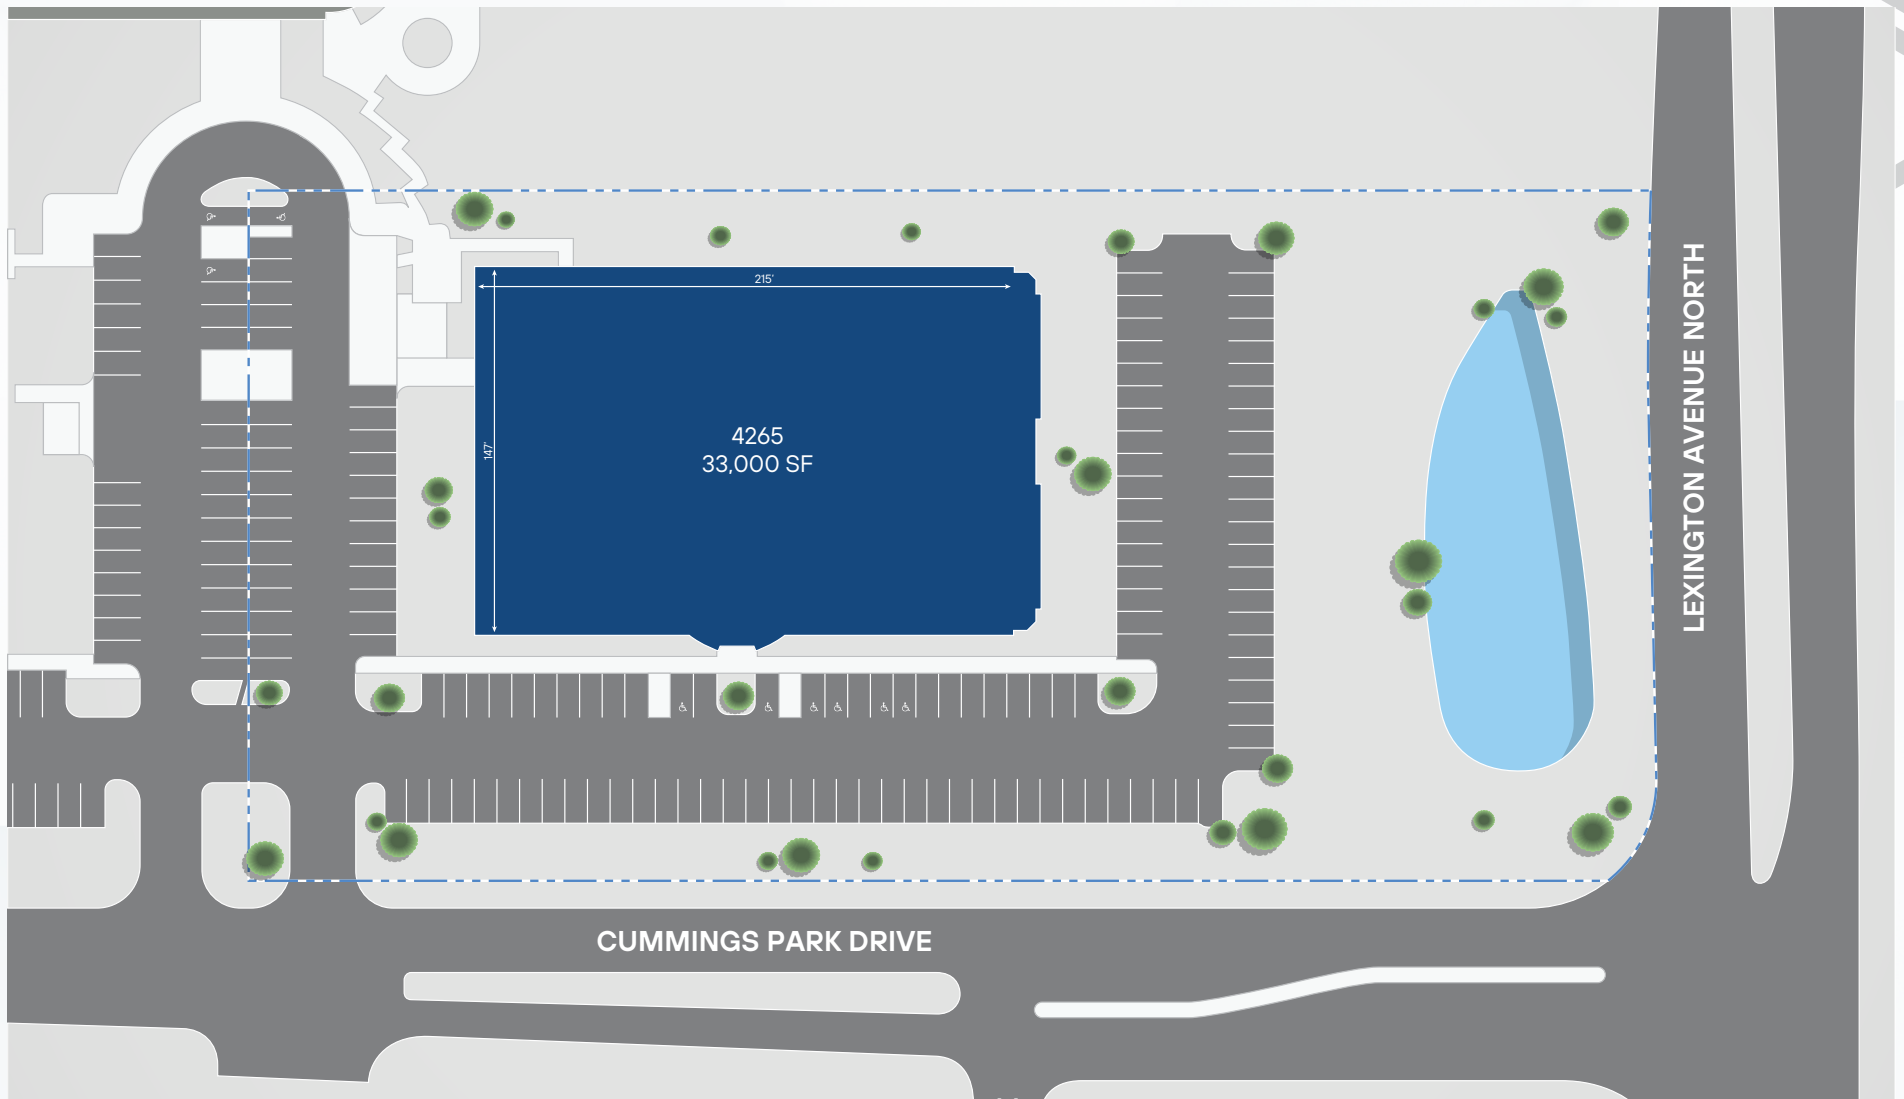 215'
147'
4265
33,000 SF
LEXINGTON AVENUE NORTH
CUMMINGS PARK DRIVE